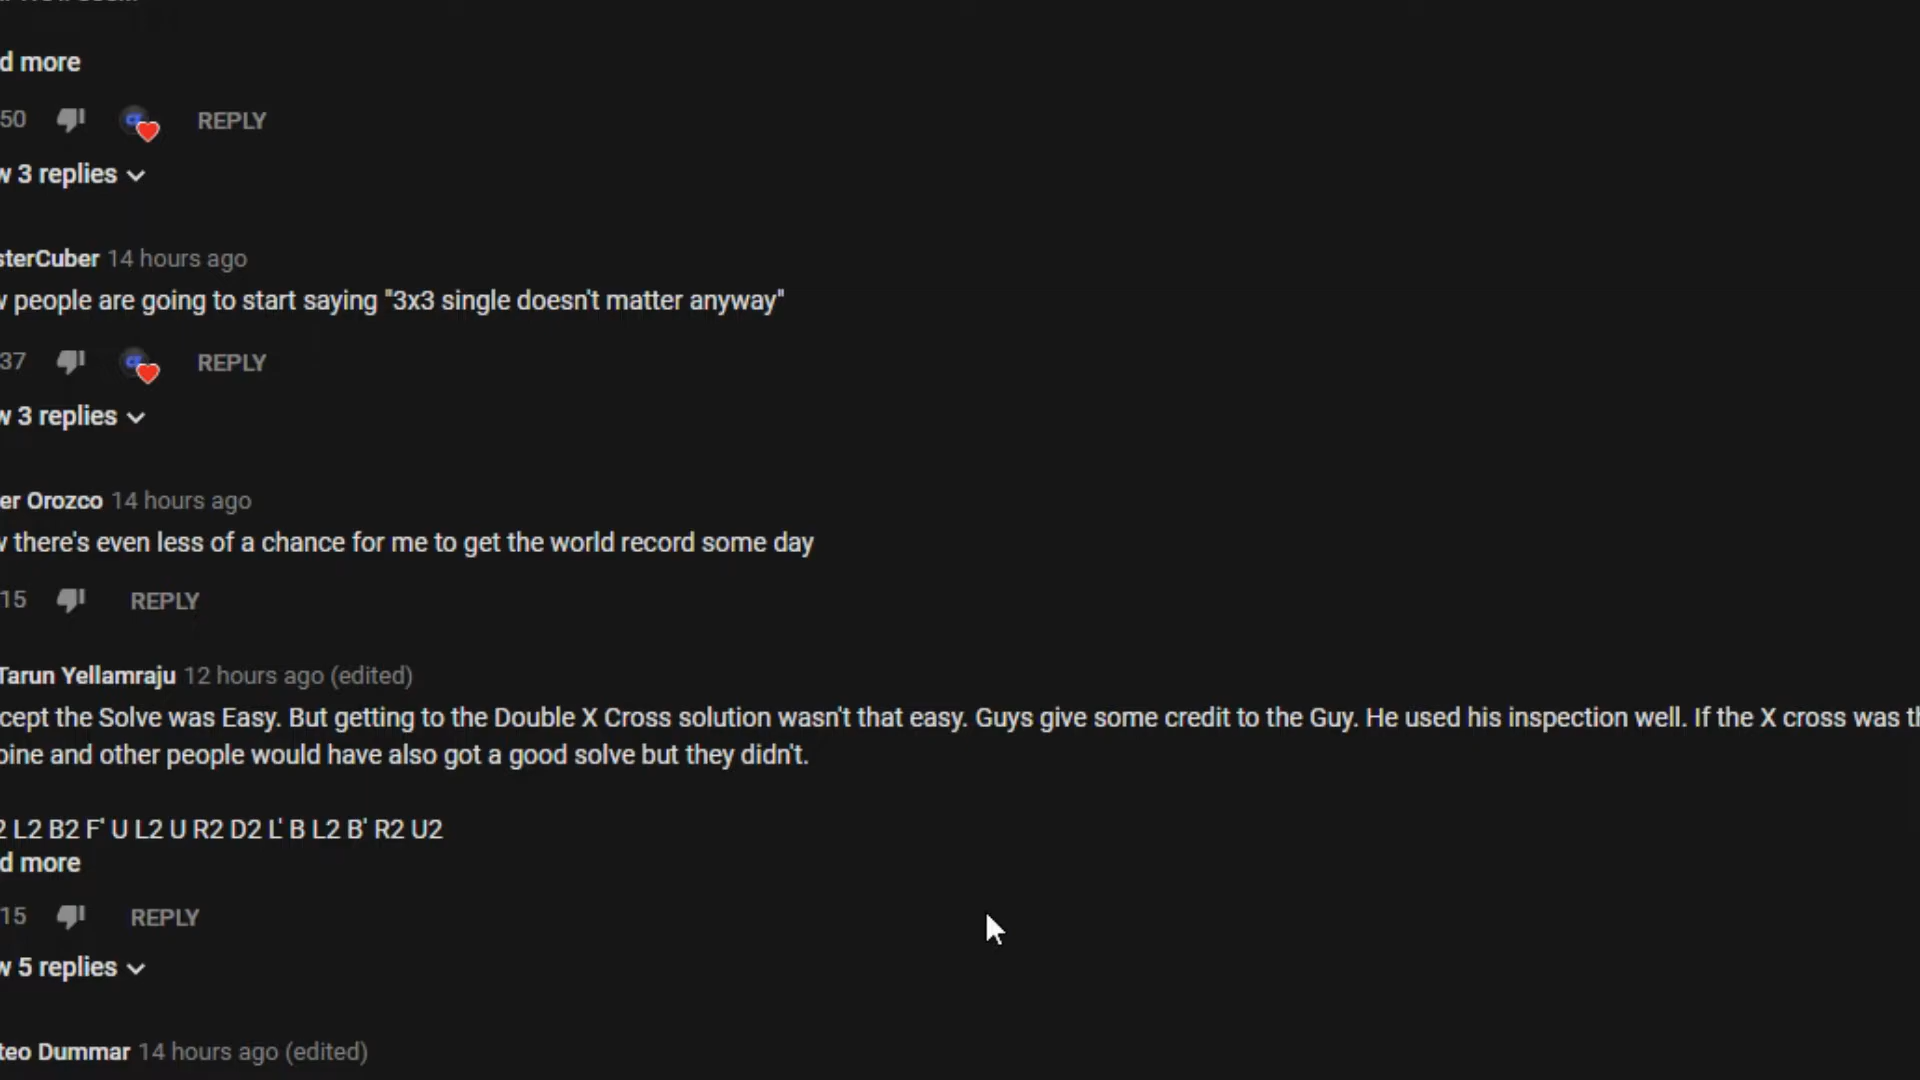 d more
50 REPLY
w 3 replies
sterCuber 14 hours ago
w people are going to start saying "3x3 single doesn't matter anyway"
37 REPLY
w 3 replies
er Orozco 14 hours ago
w there's even less of a chance for me to get the world record some day
15 REPLY
Tarun Yellamraju 12 hours ago (edited)
cept the Solve was Easy. But getting to the Double X Cross solution wasn't that easy. Guys give some credit to the Guy. He used his inspection well. If the X cross was th
oine and other people would have also got a good solve but they didn't.
2 L2 B2 F' U L2 U R2 D2 L' B L2 B' R2 U2
d more
15 REPLY
w 5 replies
teo Dummar 14 hours ago (edited)